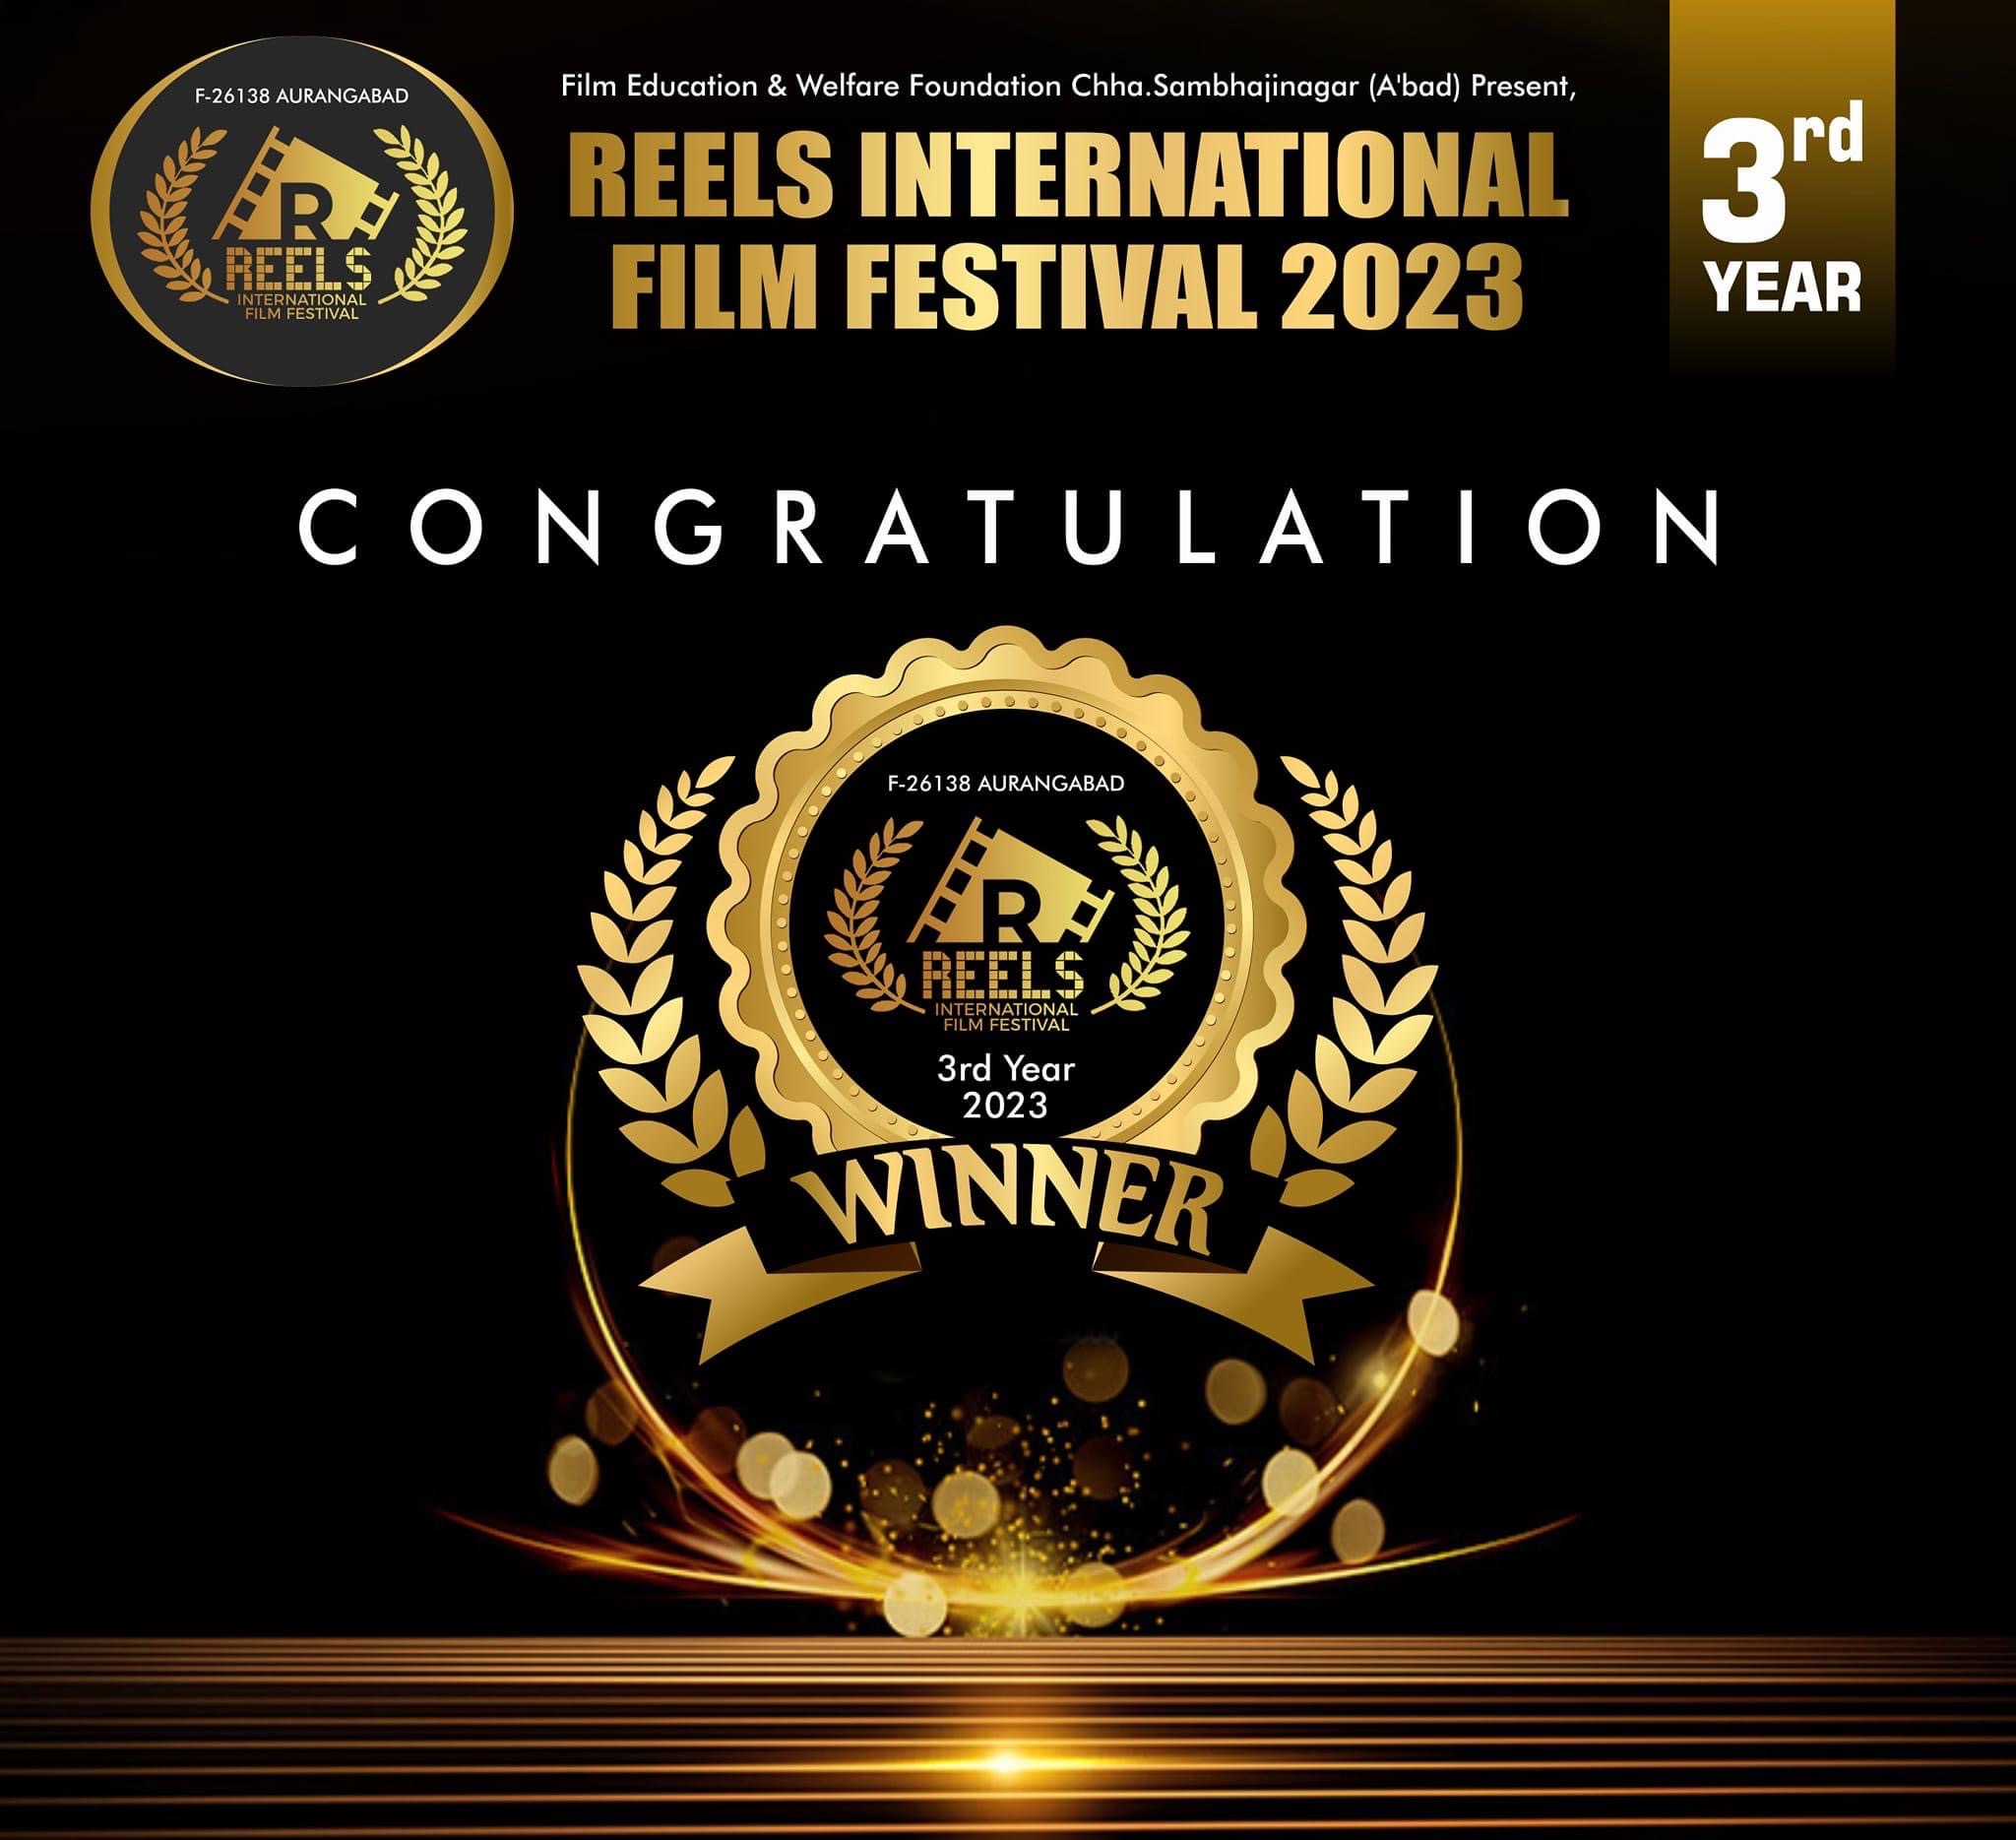 F-26138 AURANGABAD
R
REELS
INTERNATIONAL
FILM FESTIVAL
Film Education & Welfare Foundation Chha.Sambhajinagar (A'bad) Present,
REELS INTERNATIONAL
FILM FESTIVAL 2023
3rd
YEAR
CONGRATULATION
F-26138 AURANGABAD
R
REELS
INTERNATIONAL
FILM FESTIVAL
3rd Year
2023
WINNER